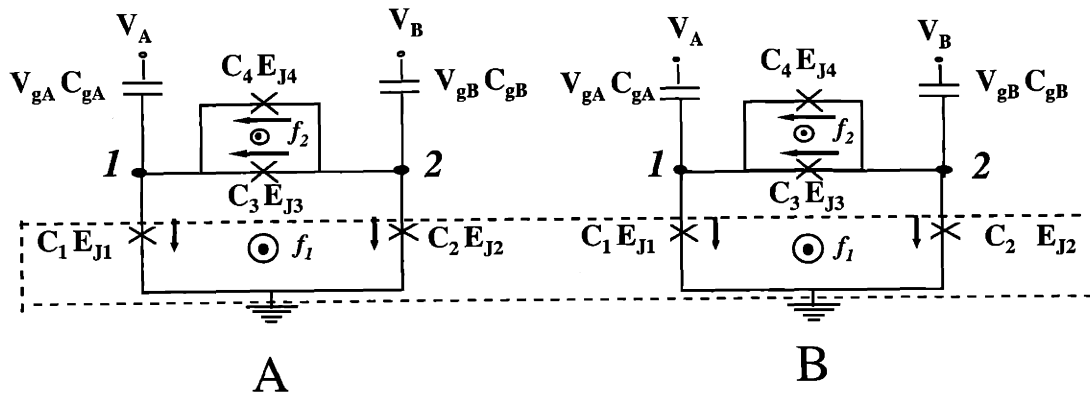 V_A V_B V_A V_B
C_4 E_J4 C_4 E_J4
V_gA C_gA V_gB C_gB V_gA C_gA V_gB C_gB
f_2 f_2
1 2 1 2
C_3 E_J3 C_3 E_J3
C_1 E_J1 f_1 C_2 E_J2 C_1 E_J1 f_1 C_2 E_J2
A B